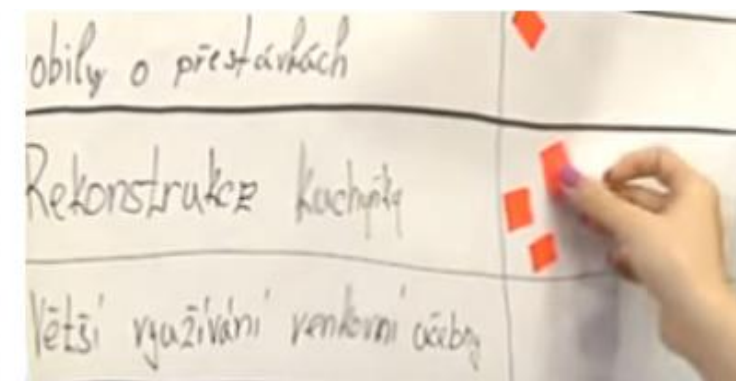 obily o přestávkách
Rekonstrukce kuchyňky
Větší využívání venkovní učebny